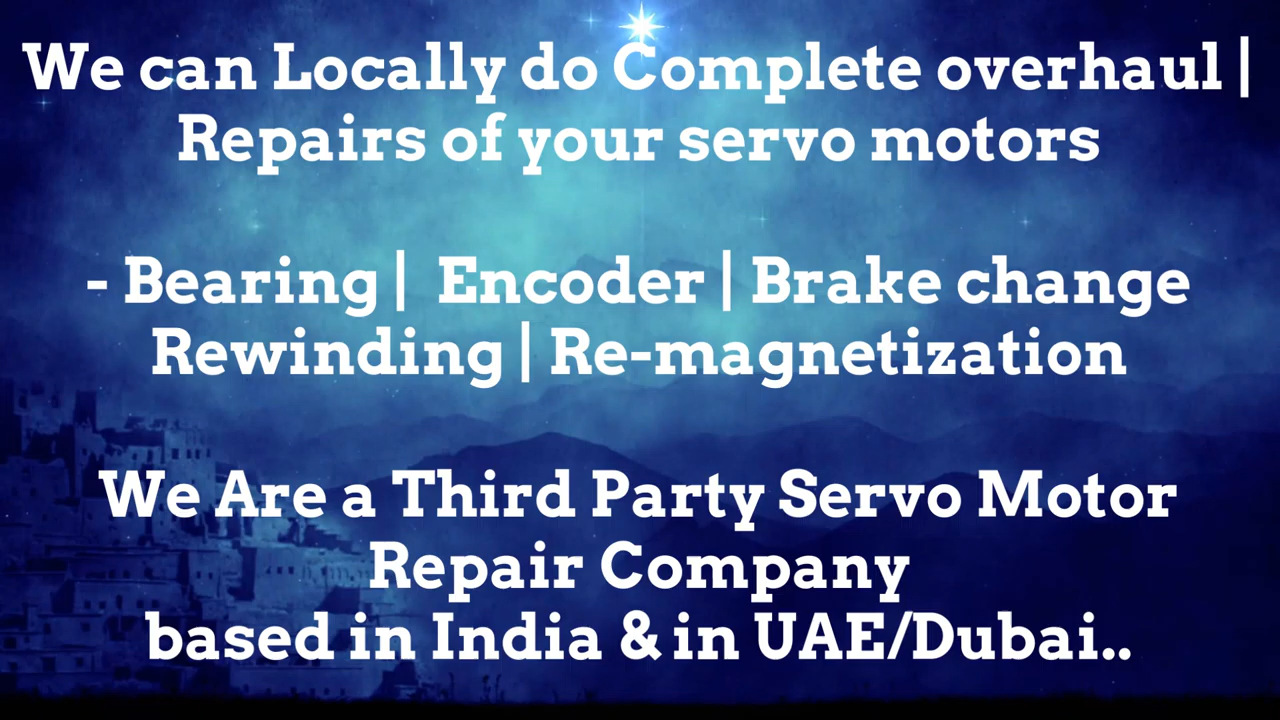 We can Locally do Complete overhaul |
Repairs of your servo motors
- Bearing | Encoder | Brake change
Rewinding | Re-magnetization
We Are a Third Party Servo Motor
Repair Company
based in India & in UAE/Dubai..